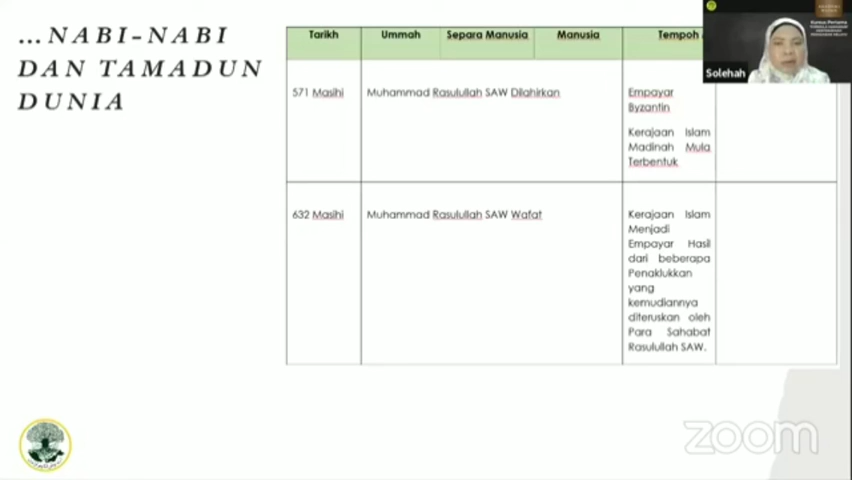 ...NABI-NABI
DAN TAMADUN
DUNIA
Tarikh Ummah Separa Manusia Manusia Tempoh
571 Masihi Muhammad Rasulullah SAW Dilahirkan Empayar
Byzantin
Kerajaan Islam
Madinah Mula
Terbentuk
632 Masihi Muhammad Rasulullah SAW Wafat Kerajaan Islam
Menjadi
Empayar Hasil
dari beberapa
Penaklukkan
yang
kemudiannya
diteruskan oleh
Para Sahabat
Rasulullah SAW.
Solehah
Kursus Pertama
zoom